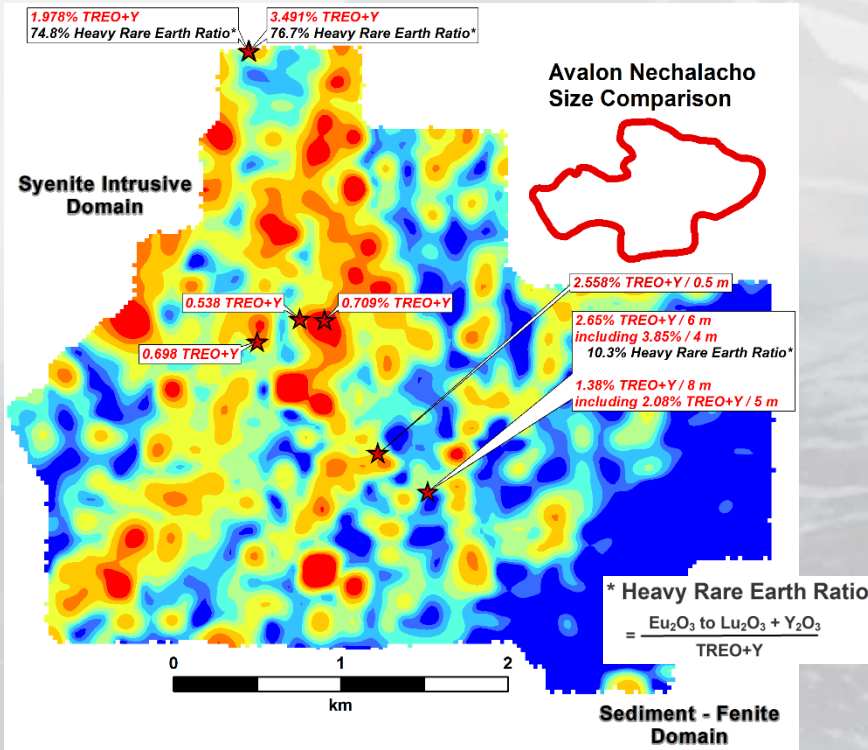 1.978% TREO+Y
74.8% Heavy Rare Earth Ratio*
3.491% TREO+Y
76.7% Heavy Rare Earth Ratio*
Avalon Nechalacho
Size Comparison
Syenite Intrusive
Domain
2.558% TREO+Y / 0.5 m
0.538 TREO+Y
0.709% TREO+Y
2.65% TREO+Y / 6 m
including 3.85% / 4 m
10.3% Heavy Rare Earth Ratio*
1.38% TREO+Y / 8 m
including 2.08% TREO+Y / 5 m
0.698 TREO+Y
* Heavy Rare Earth Ratio
= Eu₂O₃ to Lu₂O₃ + Y₂O₃
TREO+Y
0 1 2
km
Sediment - Fenite
Domain